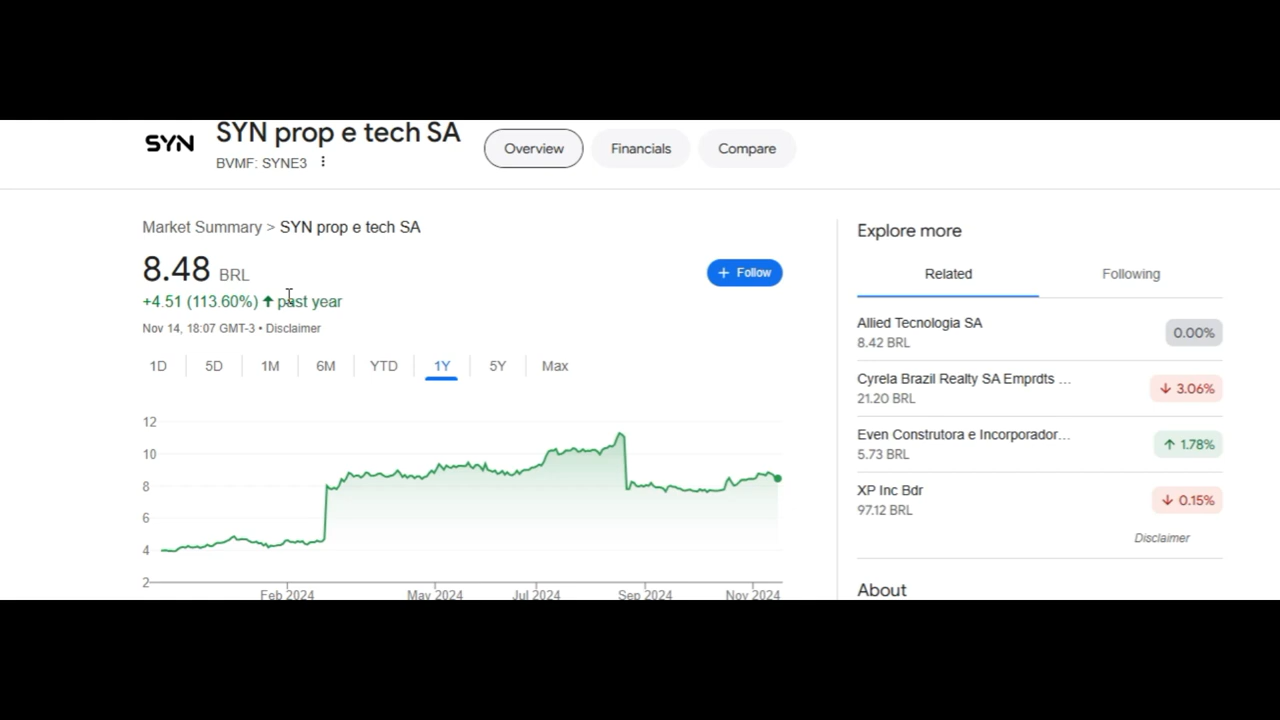 SYN
SYN prop e tech SA
BVMF: SYNE3
Overview
Financials
Compare
Market Summary > SYN prop e tech SA
8.48 BRL
+ Follow
+4.51 (113.60%) ↑ past year
Nov 14, 18:07 GMT-3 • Disclaimer
1D 5D 1M 6M YTD 1Y 5Y Max
12
10
8
6
4
2
Feb 2024 May 2024 Jul 2024 Sep 2024 Nov 2024
Explore more
Related Following
Allied Tecnologia SA
8.42 BRL
0.00%
Cyrela Brazil Realty SA Emprdts ...
21.20 BRL
↓ 3.06%
Even Construtora e Incorporador...
5.73 BRL
↑ 1.78%
XP Inc Bdr
97.12 BRL
↓ 0.15%
Disclaimer
About